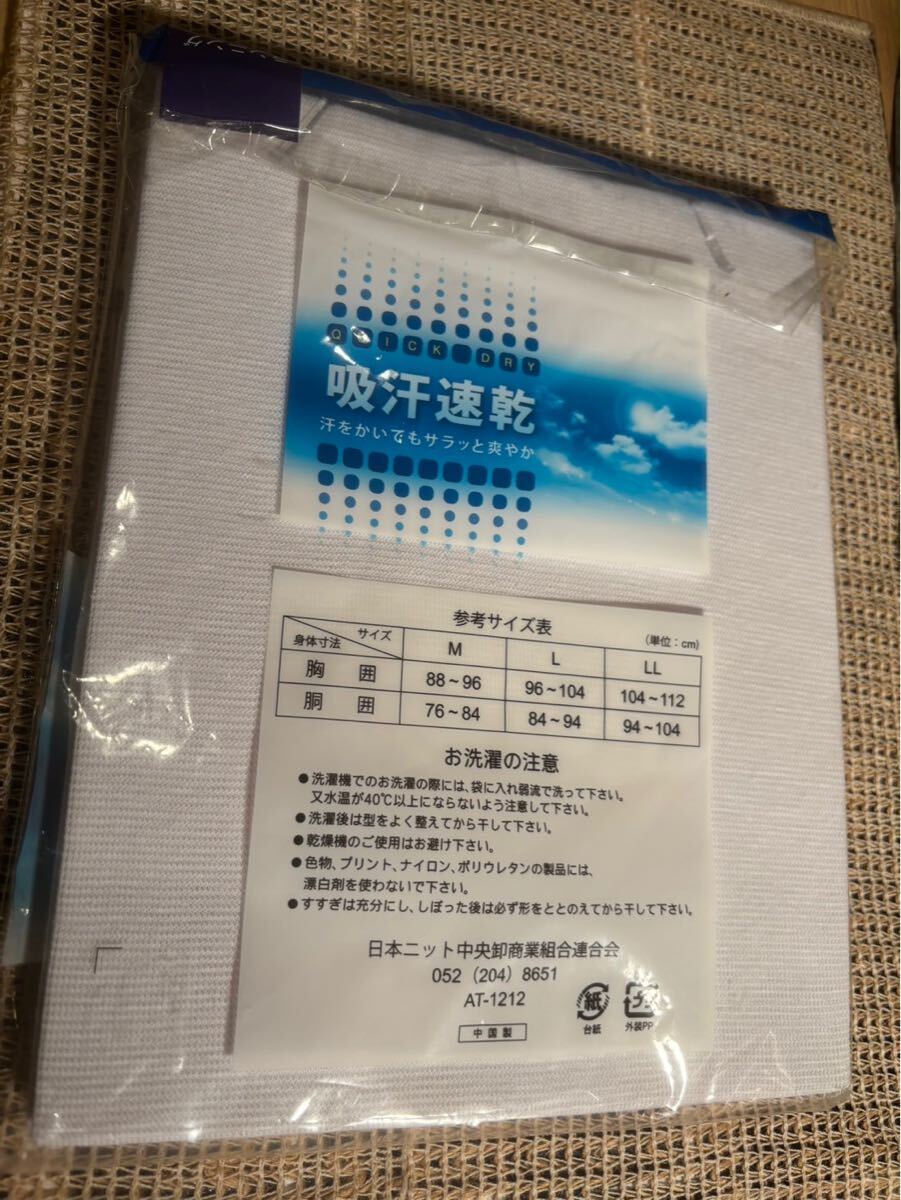 ニング
QUICK DRY
吸汗速乾
汗をかいてもサラッと爽やか
参考サイズ表
(単位:cm)
サイズ
身体寸法
M L LL
胸囲 88~96 96~104 104~112
胴囲 76~84 84~94 94~104
お洗濯の注意
●洗濯機でのお洗濯の際には、袋に入れ弱流で洗って下さい。
又水温が40℃以上にならないよう注意して下さい。
●洗濯後は型をよく整えてから干して下さい。
●乾燥機のご使用はお避け下さい。
●色物、プリント、ナイロン、ポリウレタンの製品には、
漂白剤を使わないで下さい。
●すすぎは充分にし、しぼった後は必ず形をととのえてから干して下さい。
日本ニット中央卸商業組合連合会
052(204)8651
AT-1212
中国製
紙
台紙
プラ
外装PP